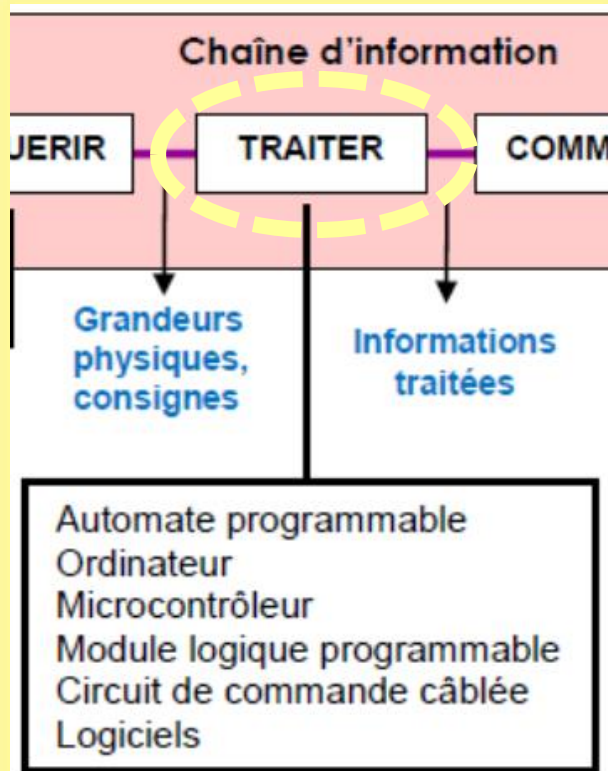 Chaîne d'information
UERIR TRAITER COMM
Grandeurs
physiques,
consignes
Informations
traitées
Automate programmable
Ordinateur
Microcontrôleur
Module logique programmable
Circuit de commande câblée
Logiciels